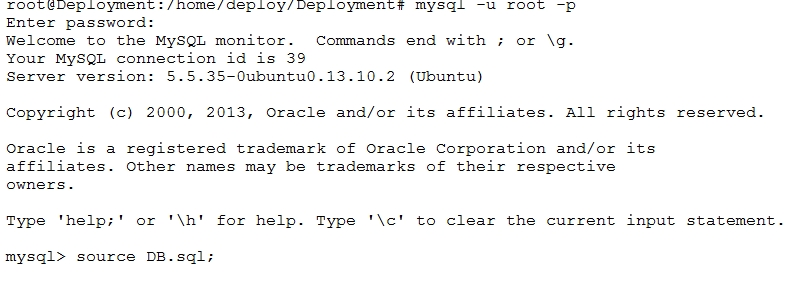 root@Deployment:/home/deploy/Deployment# mysql -u root -p
Enter password:
Welcome to the MySQL monitor.  Commands end with ; or \g.
Your MySQL connection id is 39
Server version: 5.5.35-0ubuntu0.13.10.2 (Ubuntu)

Copyright (c) 2000, 2013, Oracle and/or its affiliates. All rights reserved.

Oracle is a registered trademark of Oracle Corporation and/or its
affiliates. Other names may be trademarks of their respective
owners.

Type 'help;' or '\h' for help. Type '\c' to clear the current input statement.

mysql> source DB.sql;